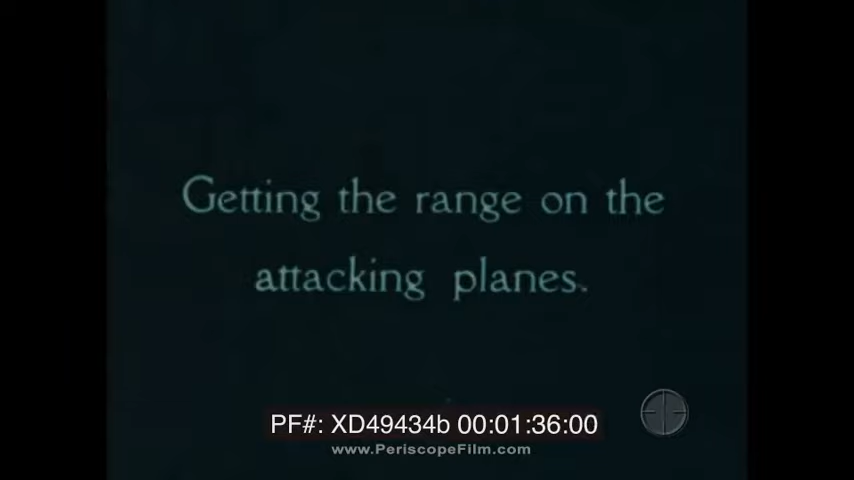 Getting the range on the
attacking planes.
PF#: XD49434b 00:01:36:00
www.PeriscopeFilm.com